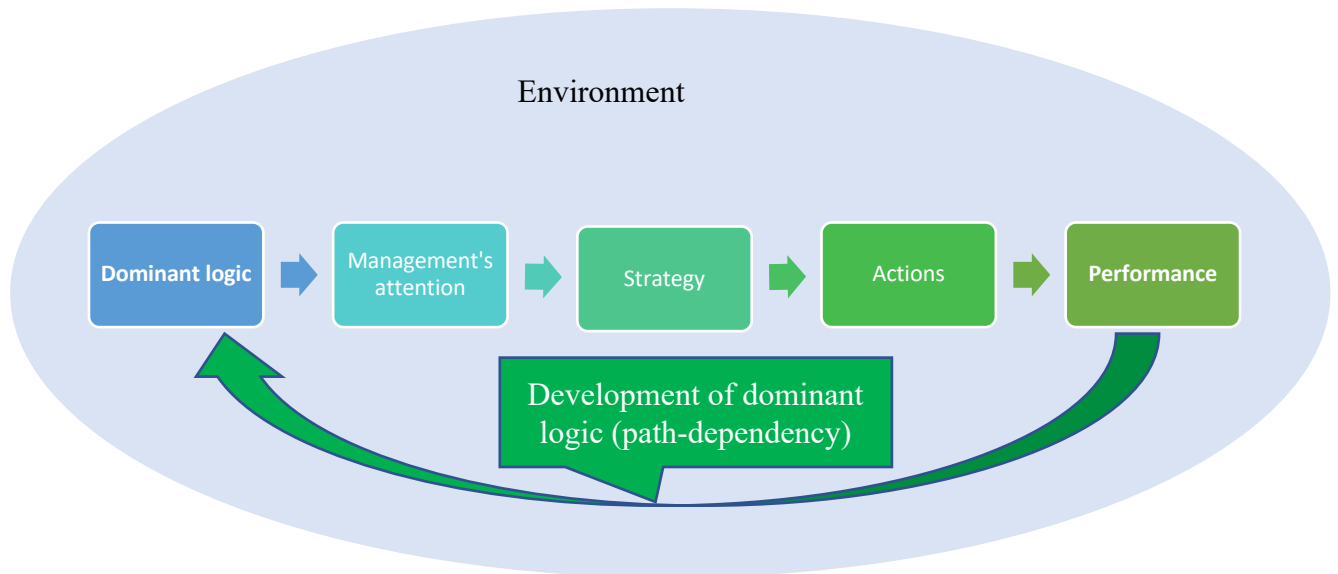 Environment
Dominant logic
Management's
attention
Strategy
Actions
Performance
Development of dominant
logic (path-dependency)